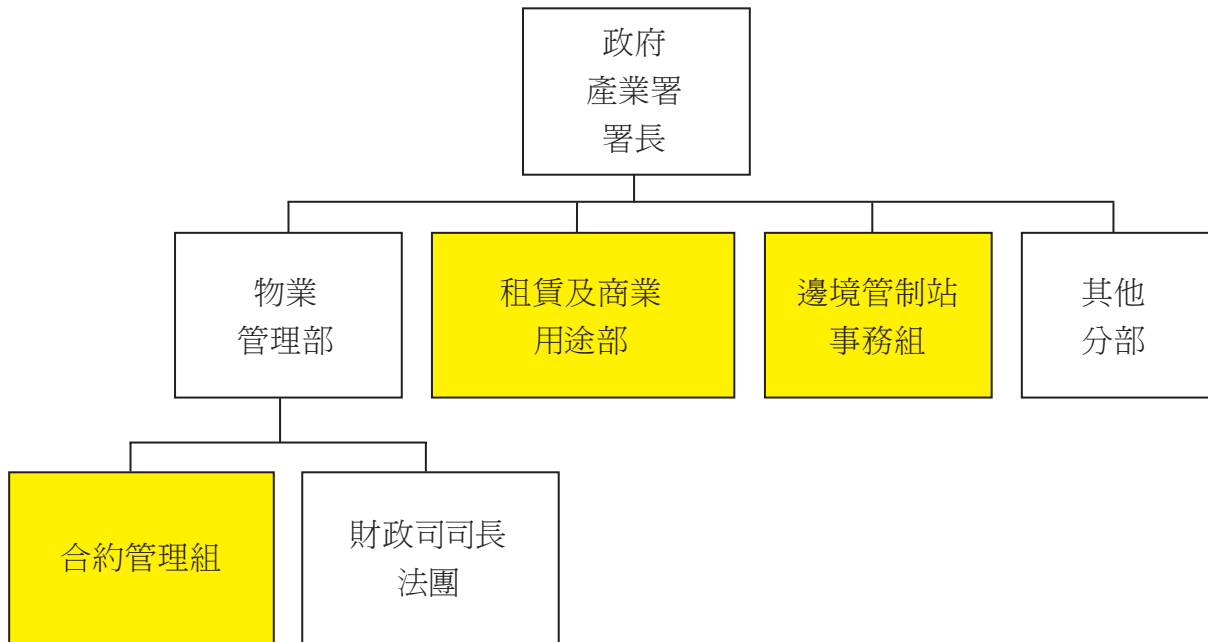 政府
產業署
署長
物業
管理部
租賃及商業
用途部
邊境管制站
事務組
其他
分部
合約管理組
財政司司長
法團